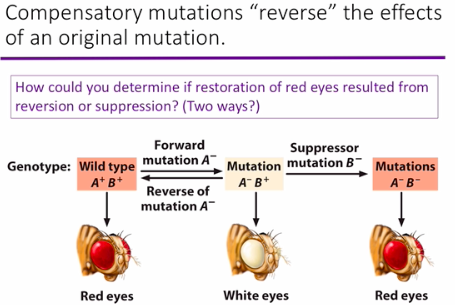 Compensatory mutations “reverse” the effects
of an original mutation.
How could you determine if restoration of red eyes resulted from
reversion or suppression? (Two ways?)
Genotype:
Wild type
A⁺ B⁺
Forward
mutation A⁻
Reverse of
mutation A⁻
Mutation
A⁻ B⁺
Suppressor
mutation B⁻
Mutations
A⁻ B⁻
Red eyes
White eyes
Red eyes